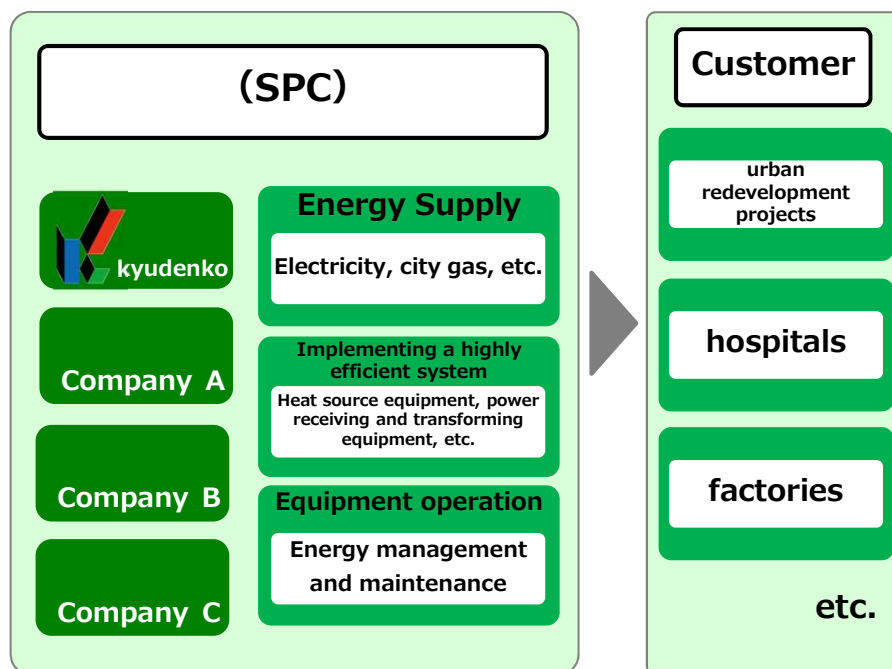 (SPC)
kyudenko
Company A
Company B
Company C
Energy Supply
Electricity, city gas, etc.
Implementing a highly
efficient system
Heat source equipment, power
receiving and transforming
equipment, etc.
Equipment operation
Energy management
and maintenance
Customer
urban
redevelopment
projects
hospitals
factories
etc.